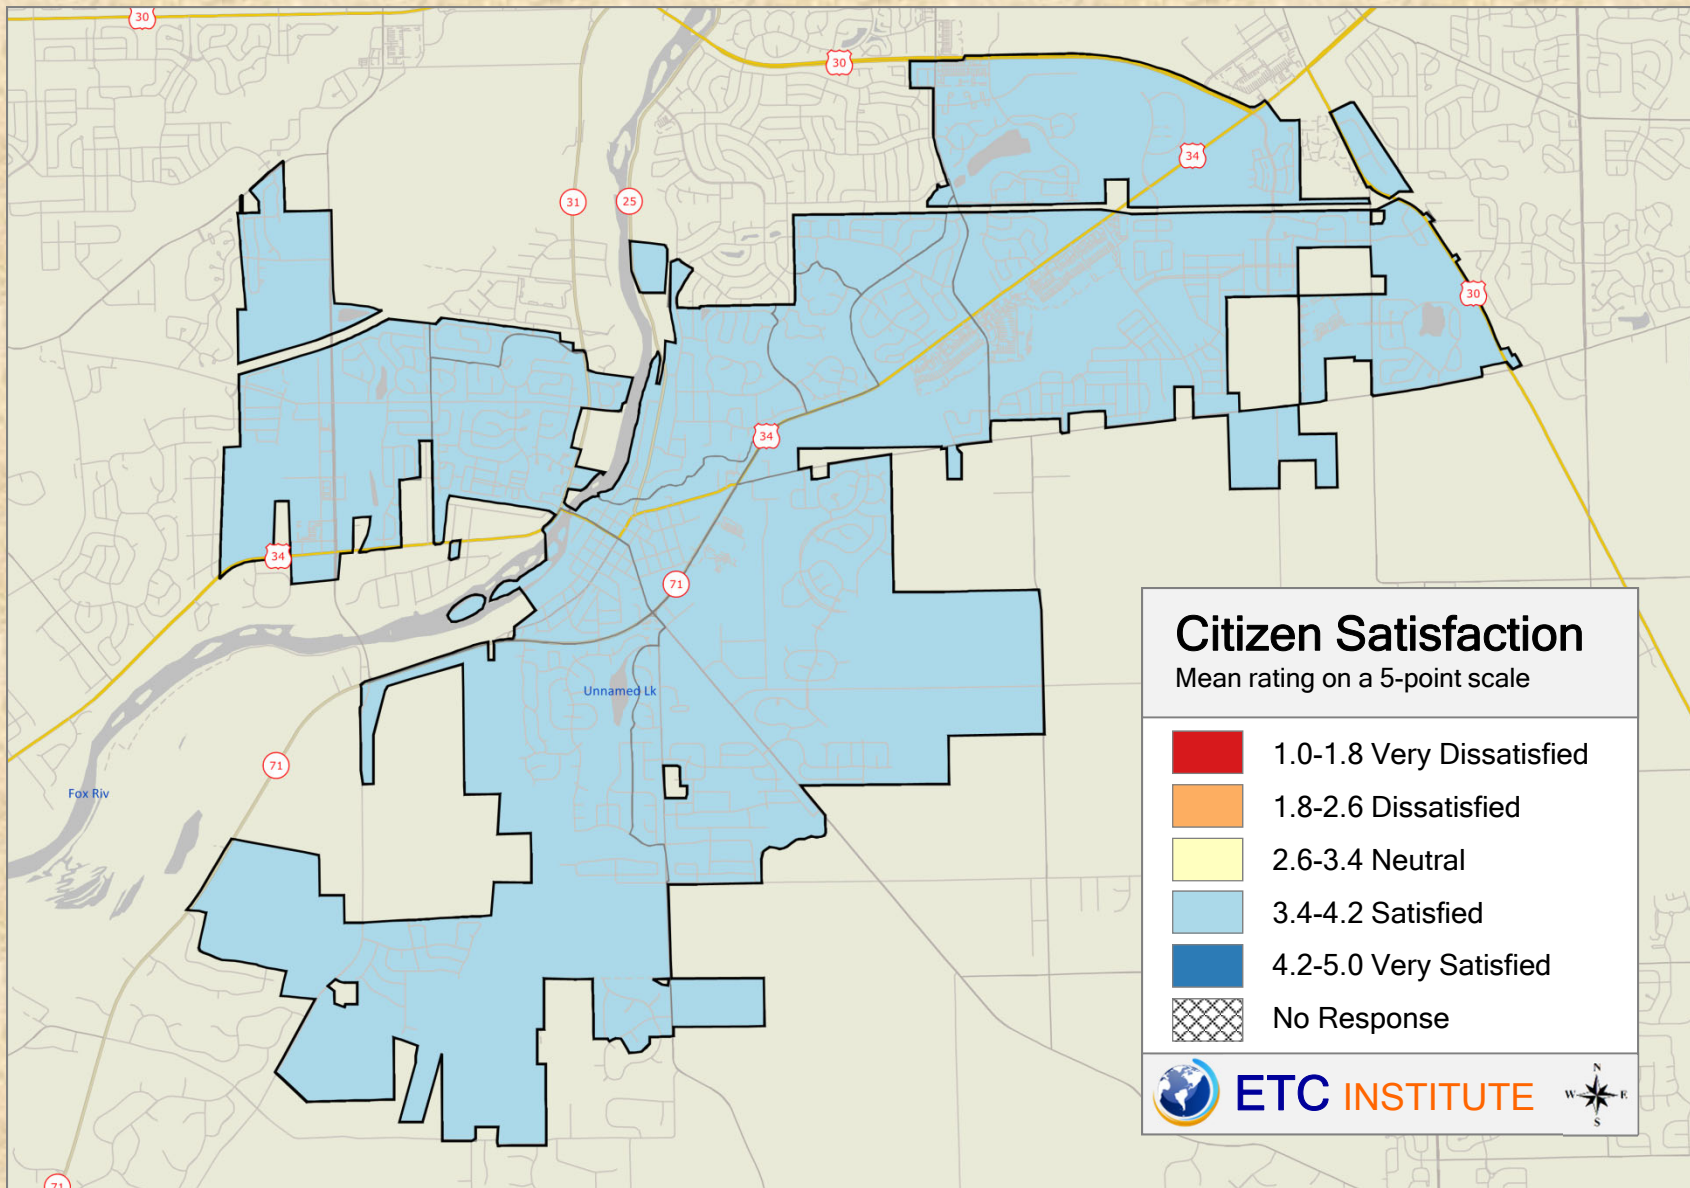 30
30
34
31
25
30
34
34
71
Unnamed Lk
71
Fox Riv
71
Citizen Satisfaction
Mean rating on a 5-point scale
1.0-1.8 Very Dissatisfied
1.8-2.6 Dissatisfied
2.6-3.4 Neutral
3.4-4.2 Satisfied
4.2-5.0 Very Satisfied
No Response
ETC INSTITUTE
N
W E
S